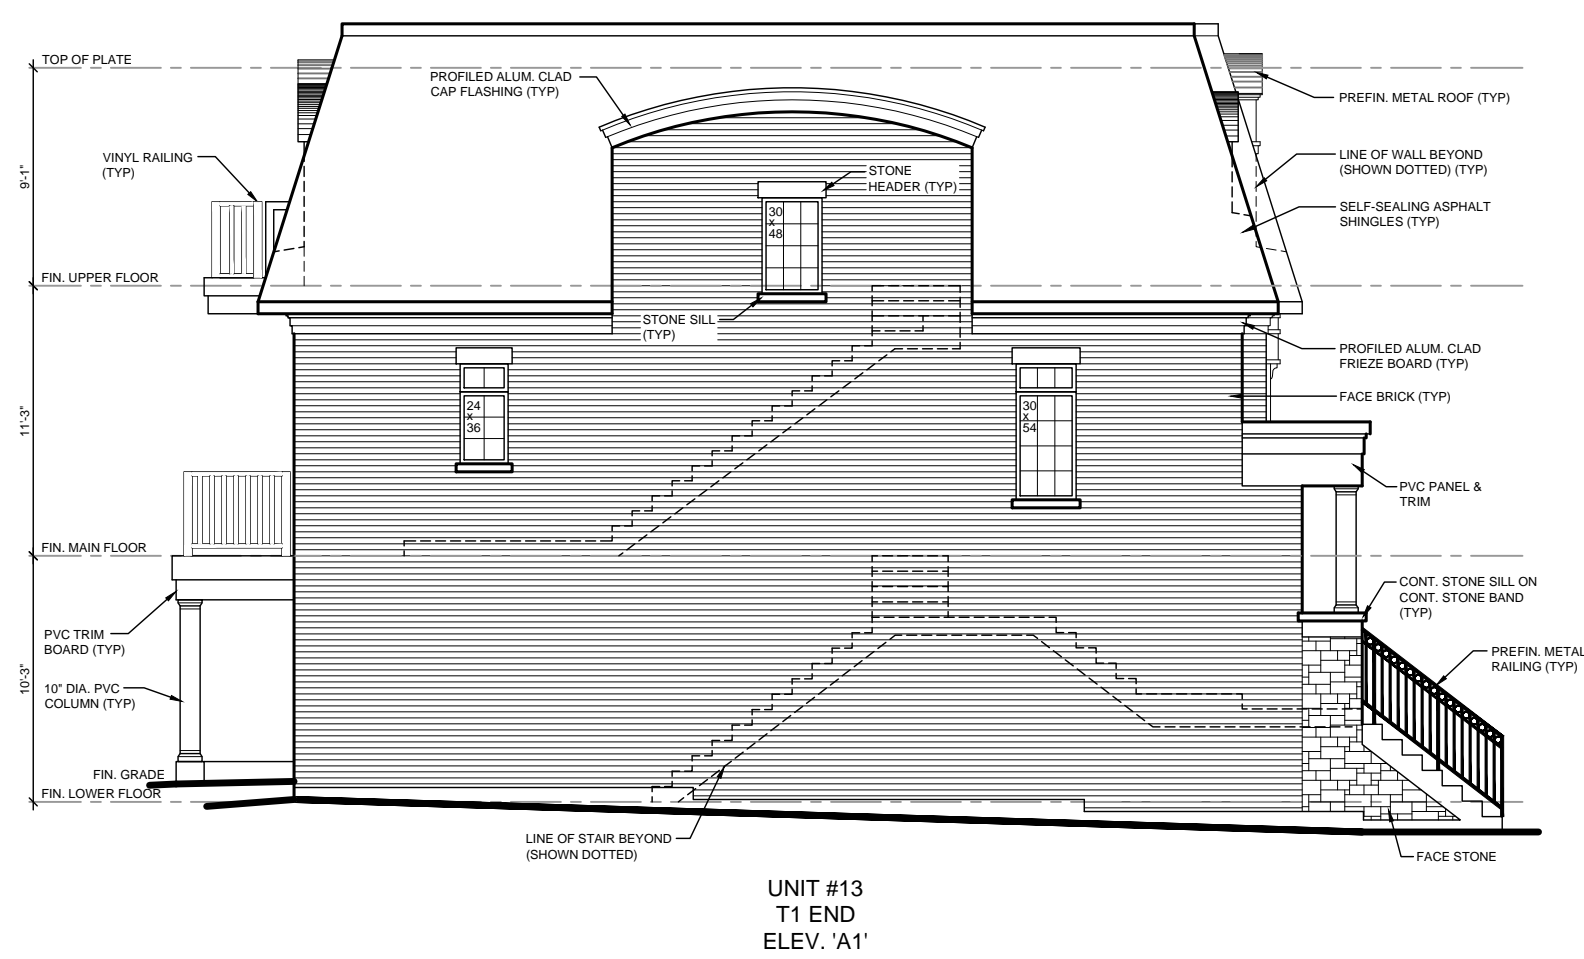 TOP OF PLATE
PROFILED ALUM. CLAD
CAP FLASHING (TYP)
PREFIN. METAL ROOF (TYP)
VINYL RAILING
(TYP)
9'-1"
STONE
HEADER (TYP)
LINE OF WALL BEYOND
(SHOWN DOTTED) (TYP)
30
x
48
SELF-SEALING ASPHALT
SHINGLES (TYP)
FIN. UPPER FLOOR
STONE SILL
(TYP)
PROFILED ALUM. CLAD
FRIEZE BOARD (TYP)
FACE BRICK (TYP)
11'-3"
24
x
36
30
x
54
PVC PANEL &
TRIM
FIN. MAIN FLOOR
CONT. STONE SILL ON
CONT. STONE BAND
(TYP)
PVC TRIM
BOARD (TYP)
PREFIN. METAL
RAILING (TYP)
10'-3"
10" DIA. PVC
COLUMN (TYP)
FIN. GRADE
FIN. LOWER FLOOR
LINE OF STAIR BEYOND
(SHOWN DOTTED)
FACE STONE
UNIT #13
T1 END
ELEV. 'A1'